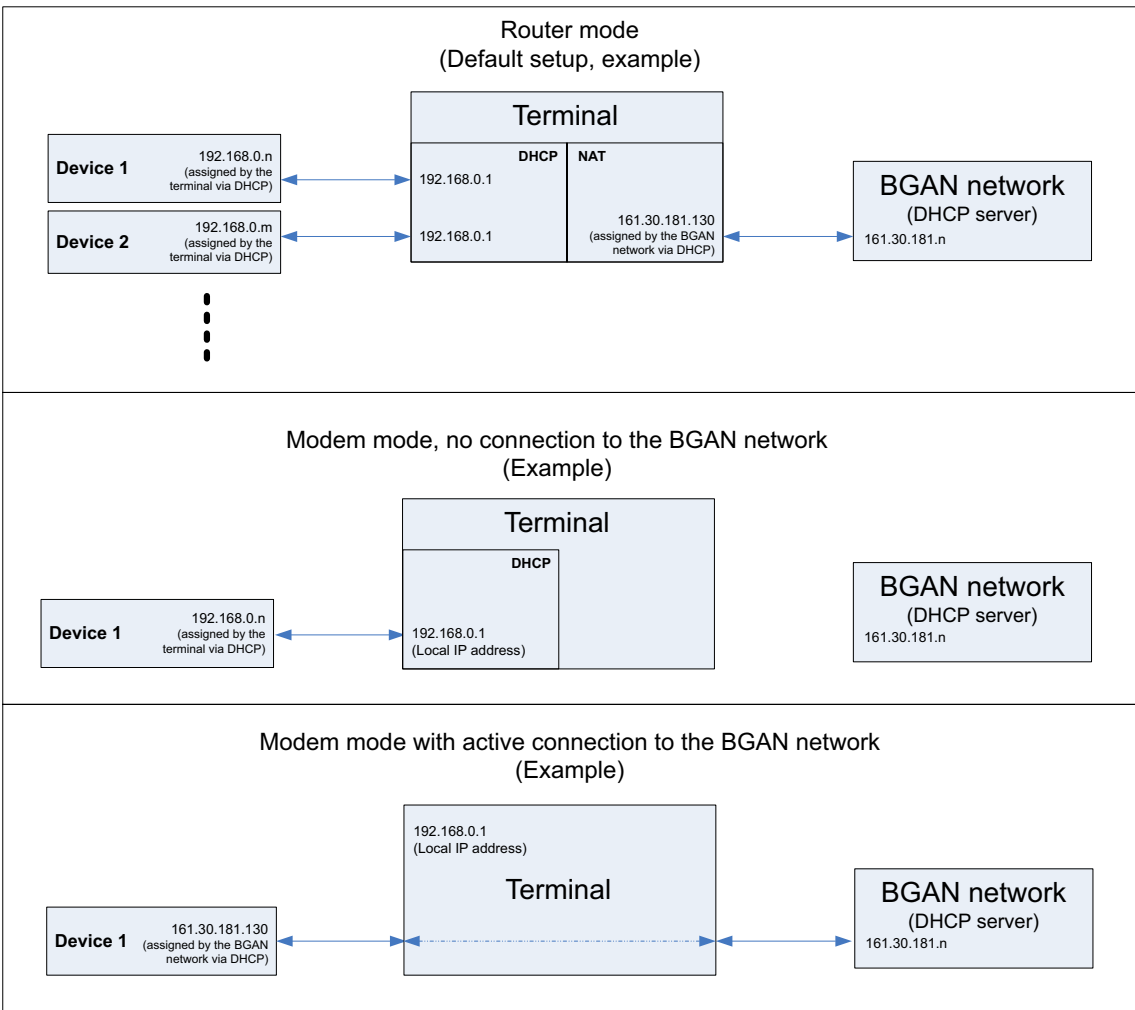 Router mode
(Default setup, example)
Terminal
DHCP
NAT
Device 1
192.168.0.n
(assigned by the
terminal via DHCP)
192.168.0.1
Device 2
192.168.0.m
(assigned by the
terminal via DHCP)
192.168.0.1
161.30.181.130
(assigned by the BGAN
network via DHCP)
BGAN network
(DHCP server)
161.30.181.n
Modem mode, no connection to the BGAN network
(Example)
Terminal
DHCP
Device 1
192.168.0.n
(assigned by the
terminal via DHCP)
192.168.0.1
(Local IP address)
BGAN network
(DHCP server)
161.30.181.n
Modem mode with active connection to the BGAN network
(Example)
192.168.0.1
(Local IP address)
Terminal
Device 1
161.30.181.130
(assigned by the BGAN
network via DHCP)
BGAN network
(DHCP server)
161.30.181.n